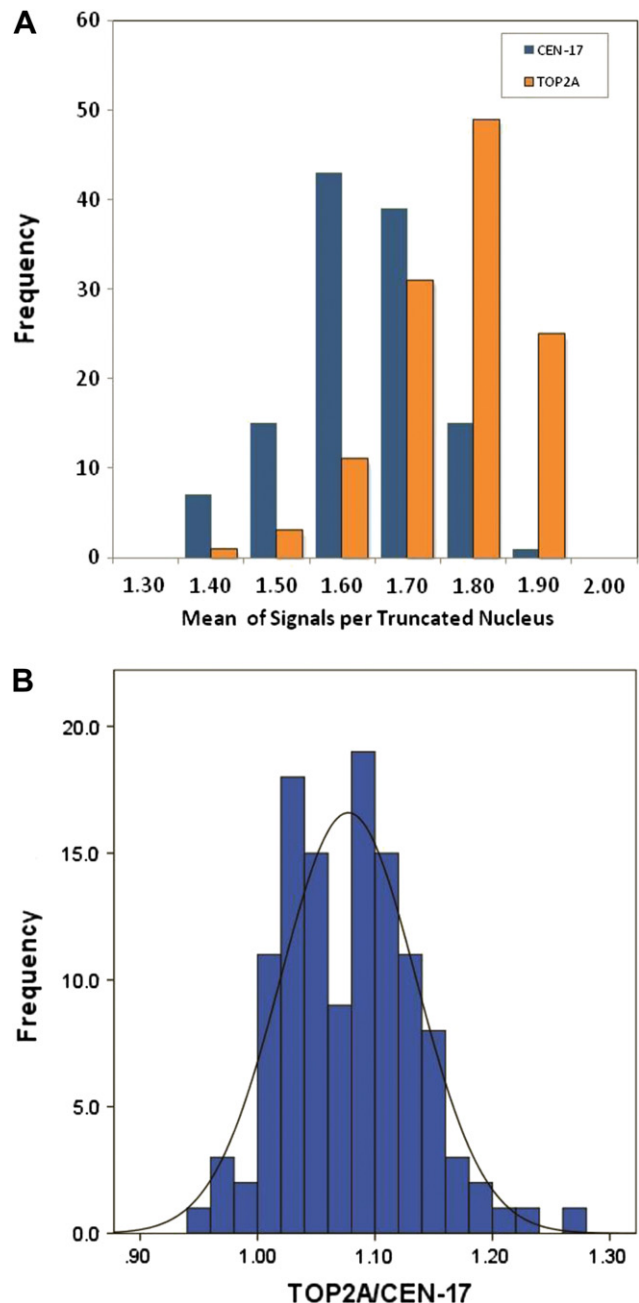 A
60
50
40
30
20
10
0
Frequency
CEN-17
TOP2A
1.30 1.40 1.50 1.60 1.70 1.80 1.90 2.00
Mean of Signals per Truncated Nucleus
B
20.0
15.0
10.0
5.0
0.0
Frequency
.90 1.00 1.10 1.20 1.30
TOP2A/CEN-17